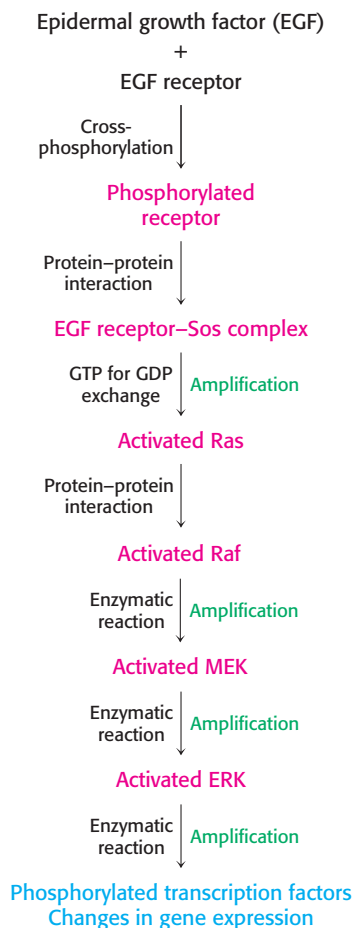 Epidermal growth factor (EGF)
+
EGF receptor
Cross-
phosphorylation
Phosphorylated
receptor
Protein–protein
interaction
EGF receptor–Sos complex
GTP for GDP
exchange
Amplification
Activated Ras
Protein–protein
interaction
Activated Raf
Enzymatic
reaction
Amplification
Activated MEK
Enzymatic
reaction
Amplification
Activated ERK
Enzymatic
reaction
Amplification
Phosphorylated transcription factors
Changes in gene expression